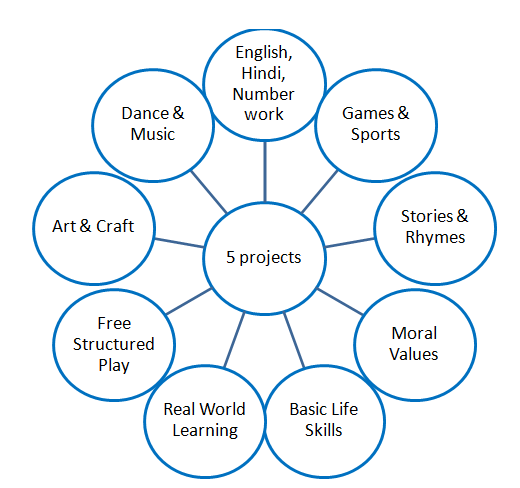 English,
Hindi,
Number
work
Games &
Sports
Stories &
Rhymes
Moral
Values
Basic Life
Skills
Real World
Learning
Free
Structured
Play
Art & Craft
Dance &
Music
5 projects